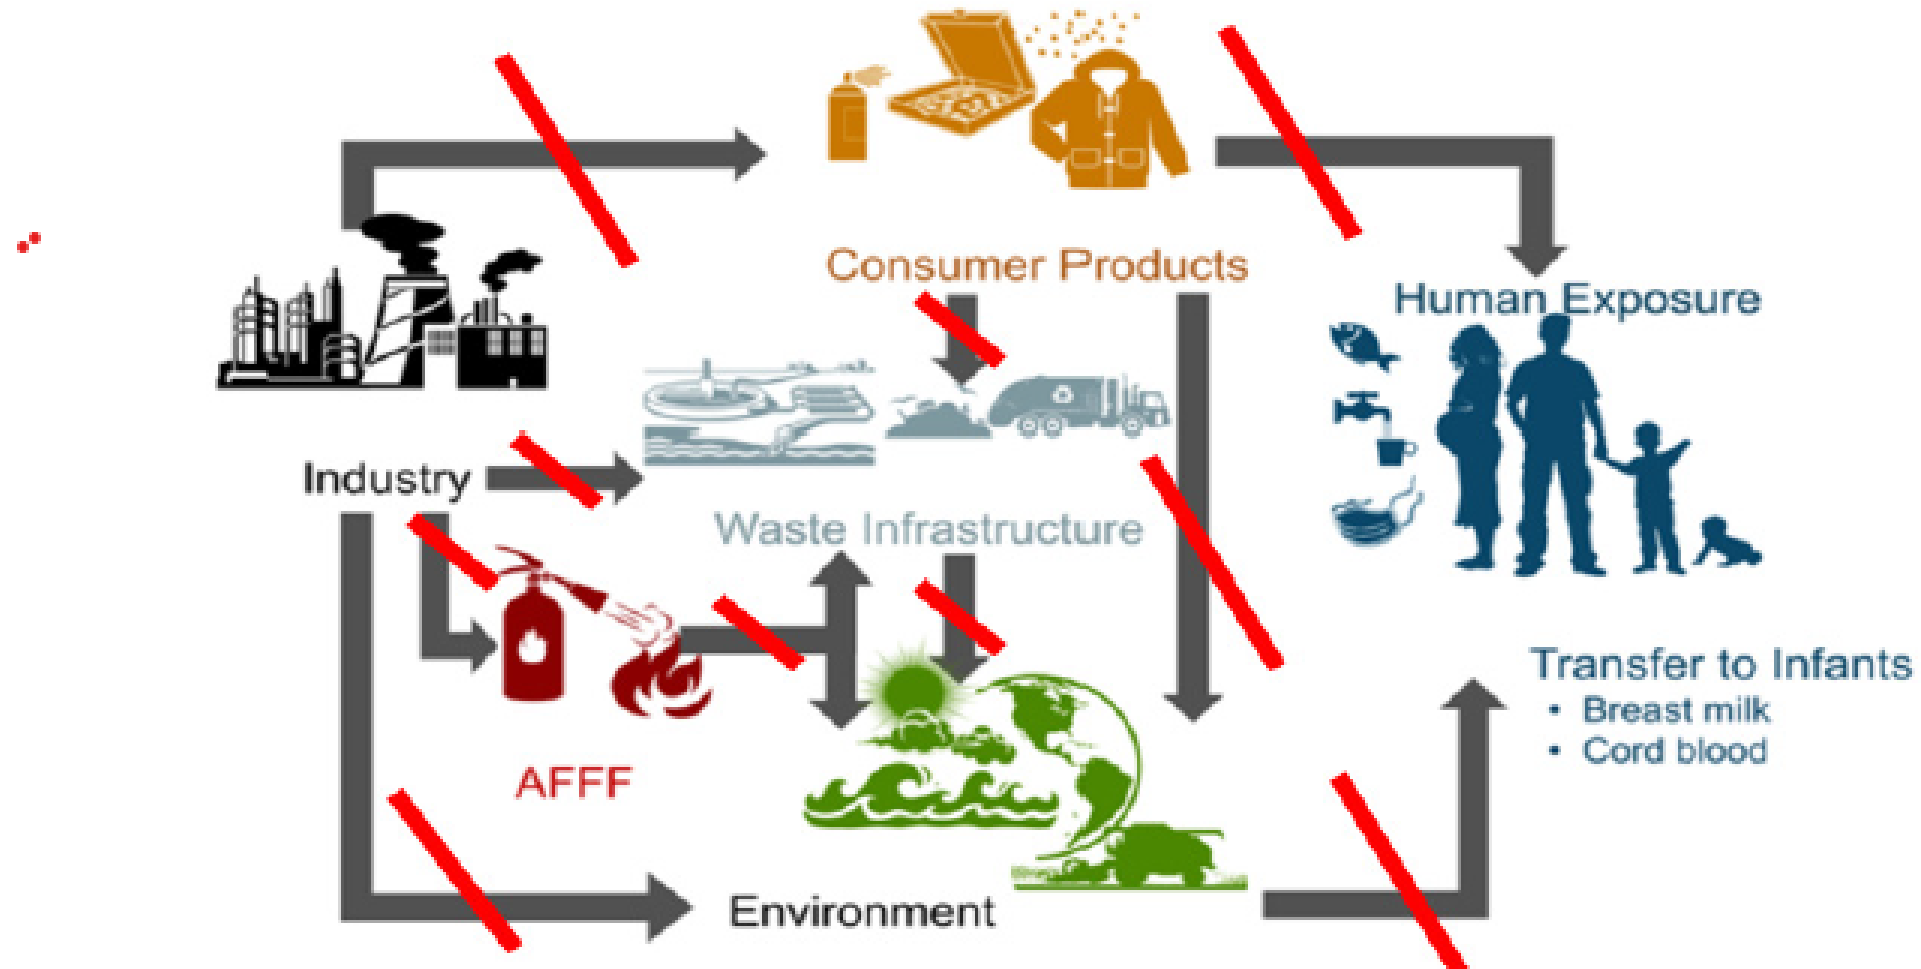 Consumer Products
Human Exposure
Industry
Waste Infrastructure
Transfer to Infants
• Breast milk
• Cord blood
AFFF
Environment